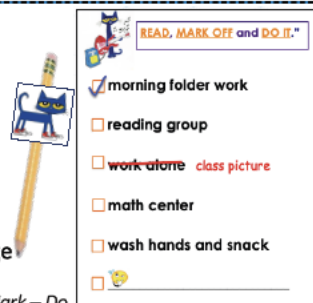 READ, MARK OFF and DO IT."
morning folder work
reading group
work alone class picture
math center
wash hands and snack
e
Mark – Do